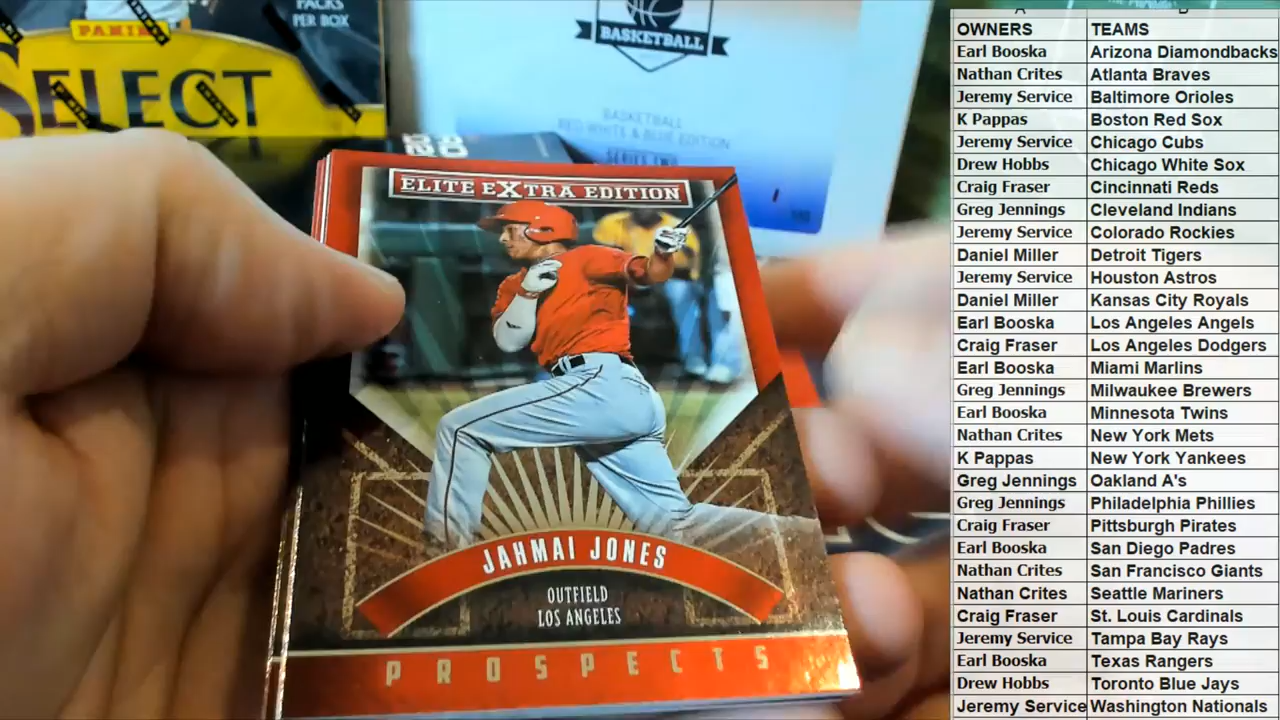 PACKS
PER BOX
PANINI
SELECT
BASKETBALL
BASKETBALL
RED WHITE & BLUE EDITION
SERIES TWO
ELITE EXTRA EDITION
JAHMAI JONES
OUTFIELD
LOS ANGELES
PROSPECTS
OWNERS TEAMS
Earl Booska Arizona Diamondbacks
Nathan Crites Atlanta Braves
Jeremy Service Baltimore Orioles
K Pappas Boston Red Sox
Jeremy Service Chicago Cubs
Drew Hobbs Chicago White Sox
Craig Fraser Cincinnati Reds
Greg Jennings Cleveland Indians
Jeremy Service Colorado Rockies
Daniel Miller Detroit Tigers
Jeremy Service Houston Astros
Daniel Miller Kansas City Royals
Earl Booska Los Angeles Angels
Craig Fraser Los Angeles Dodgers
Earl Booska Miami Marlins
Greg Jennings Milwaukee Brewers
Earl Booska Minnesota Twins
Nathan Crites New York Mets
K Pappas New York Yankees
Greg Jennings Oakland A's
Greg Jennings Philadelphia Phillies
Craig Fraser Pittsburgh Pirates
Earl Booska San Diego Padres
Nathan Crites San Francisco Giants
Nathan Crites Seattle Mariners
Craig Fraser St. Louis Cardinals
Jeremy Service Tampa Bay Rays
Earl Booska Texas Rangers
Drew Hobbs Toronto Blue Jays
Jeremy Service Washington Nationals